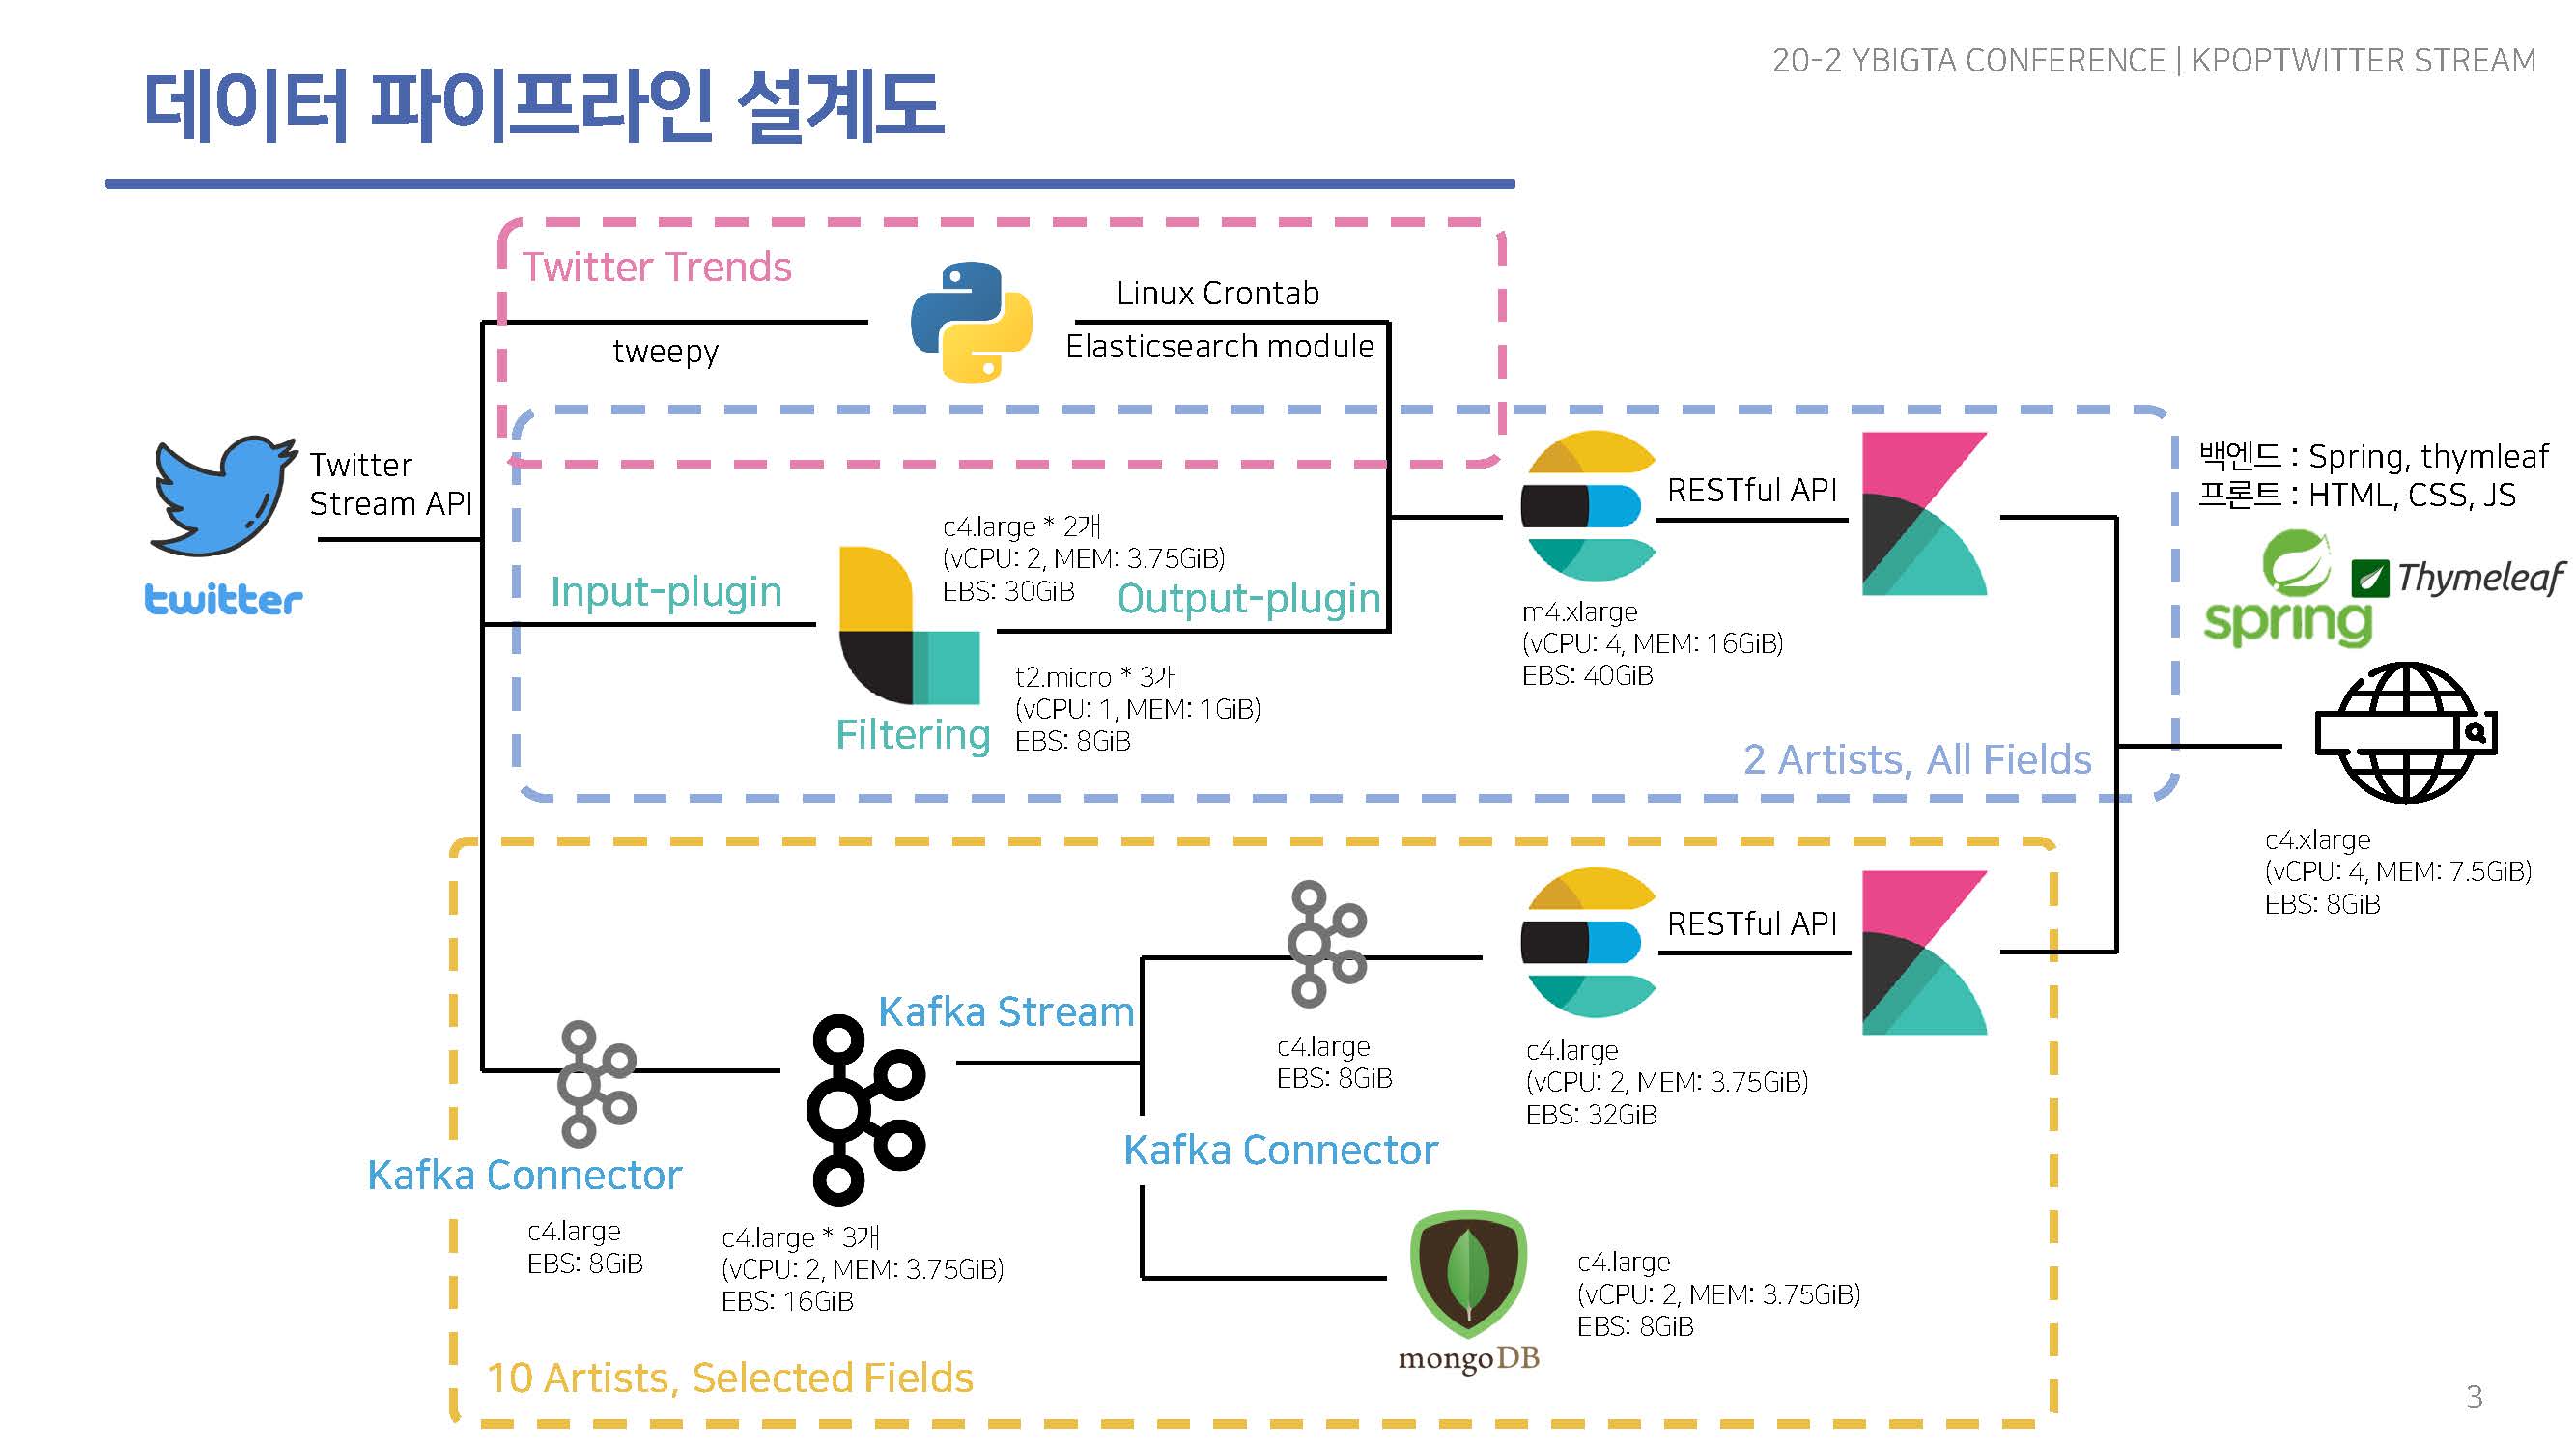 20-2 YBIGTA CONFERENCE | KPOPTWITTER STREAM
데이터 파이프라인 설계도
Twitter Trends
Linux Crontab
tweepy
Elasticsearch module
Twitter
Stream API
twitter
c4.large * 2개
(vCPU: 2, MEM: 3.75GiB)
EBS: 30GiB
Input-plugin
Output-plugin
t2.micro * 3개
(vCPU: 1, MEM: 1GiB)
EBS: 8GiB
Filtering
RESTful API
m4.xlarge
(vCPU: 4, MEM: 16GiB)
EBS: 40GiB
2 Artists, All Fields
백엔드 : Spring, thymleaf
프론트 : HTML, CSS, JS
spring
Thymeleaf
c4.xlarge
(vCPU: 4, MEM: 7.5GiB)
EBS: 8GiB
Kafka Connector
c4.large
EBS: 8GiB
Kafka Stream
c4.large * 3개
(vCPU: 2, MEM: 3.75GiB)
EBS: 16GiB
c4.large
EBS: 8GiB
Kafka Connector
RESTful API
c4.large
(vCPU: 2, MEM: 3.75GiB)
EBS: 32GiB
mongoDB
c4.large
(vCPU: 2, MEM: 3.75GiB)
EBS: 8GiB
10 Artists, Selected Fields
3